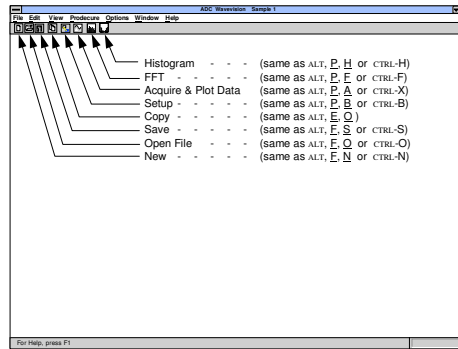 ADC Wavevision Sample 1
File Edit View Prodecure Options Window Help
Histogram - - - (same as ALT, P, H or CTRL-H)
FFT - - - - - (same as ALT, P, F or CTRL-F)
Acquire & Plot Data (same as ALT, P, A or CTRL-X)
Setup - - - - - (same as ALT, P, B or CTRL-B)
Copy - - - - - (same as ALT, E, O )
Save - - - - - (same as ALT, F, S or CTRL-S)
Open File - - - - (same as ALT, F, O or CTRL-O)
New - - - - - - (same as ALT, F, N or CTRL-N)
For Help, press F1